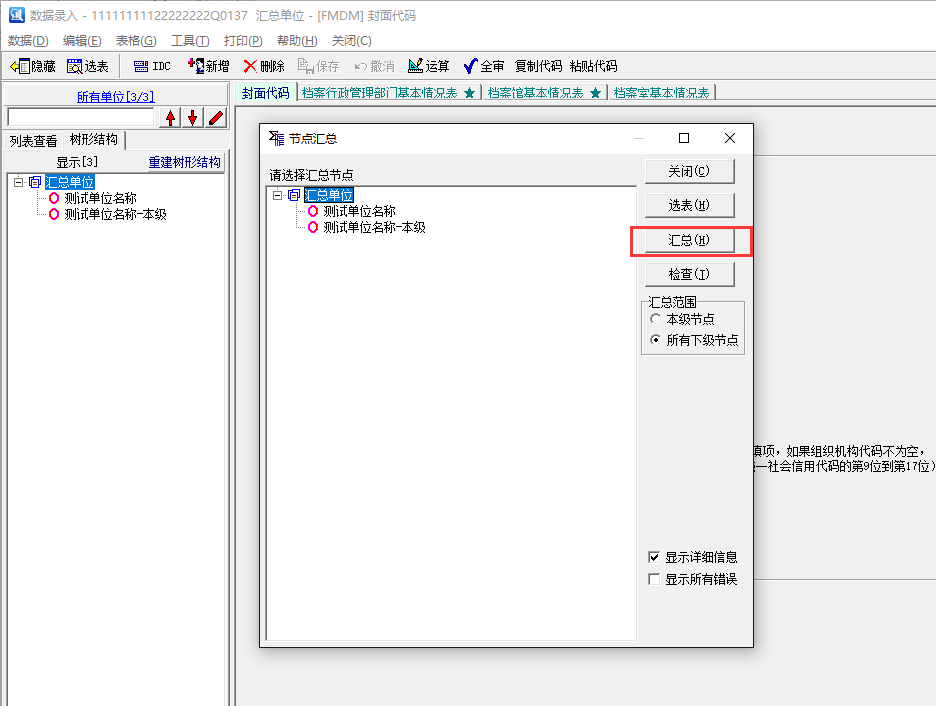 数据录入 - 11111111122222222Q0137 汇总单位 - [FMDM] 封面代码
数据(D) 编辑(E) 表格(G) 工具(T) 打印(P) 帮助(H) 关闭(C)
隐藏 选表 IDC 新增 删除 保存 撤消 运算 全审 复制代码 粘贴代码
所有单位[3/3]
列表查看 树形结构
显示[3] 重建树形结构
汇总单位
测试单位名称
测试单位名称-本级
封面代码 档案行政管理部门基本情况表 ★ 档案馆基本情况表 ★ 档案室基本情况表
节点汇总
请选择汇总节点
汇总单位
测试单位名称
测试单位名称-本级
关闭(C)
选表(M)
汇总(H)
检查(I)
汇总范围
本级节点
所有下级节点
显示详细信息
显示所有错误
填项，如果组织机构代码不为空，
一社会信用代码的第9位到第17位)